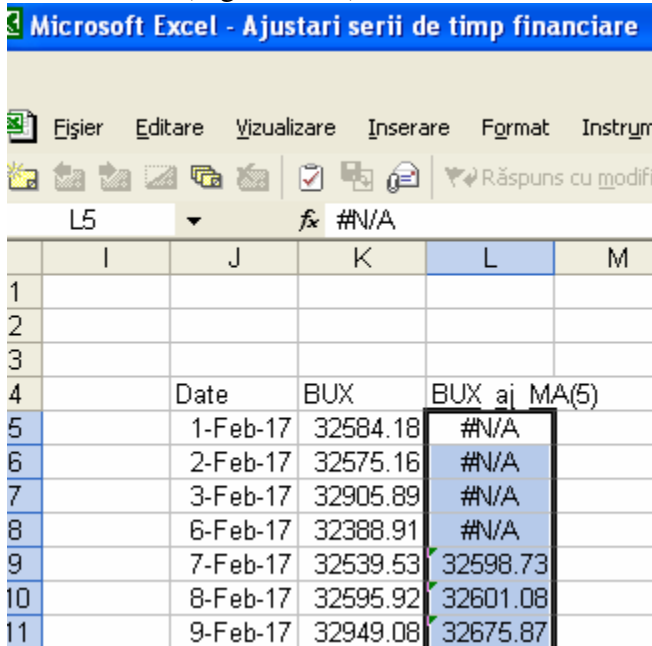 Microsoft Excel - Ajustari serii de timp financiare
Fişier Editare Vizualizare Inserare Format Instrum
Răspuns cu modifi
L5 fx #N/A
I J K L M
1
2
3
4 Date BUX BUX_aj_MA(5)
5 1-Feb-17 32584.18 #N/A
6 2-Feb-17 32575.16 #N/A
7 3-Feb-17 32905.89 #N/A
8 6-Feb-17 32388.91 #N/A
9 7-Feb-17 32539.53 32598.73
10 8-Feb-17 32595.92 32601.08
11 9-Feb-17 32949.08 32675.87